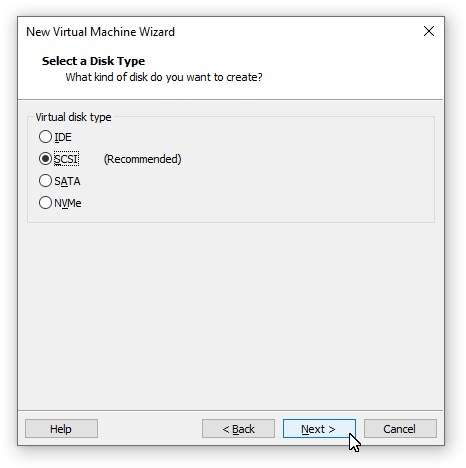 New Virtual Machine Wizard
Select a Disk Type
What kind of disk do you want to create?
Virtual disk type
IDE
SCSI (Recommended)
SATA
NVMe
Help < Back Next > Cancel